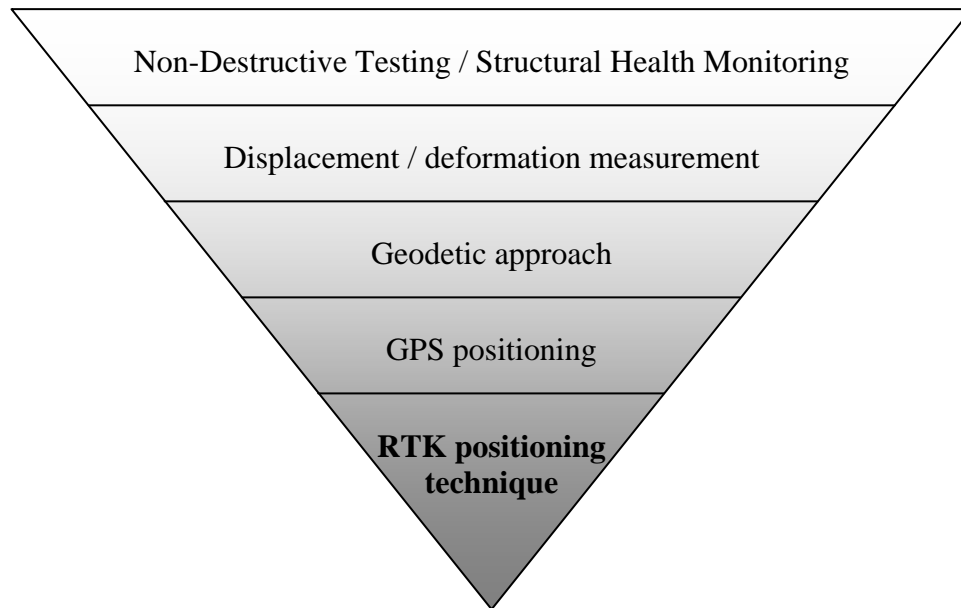 Non-Destructive Testing / Structural Health Monitoring
Displacement / deformation measurement
Geodetic approach
GPS positioning
RTK positioning
technique